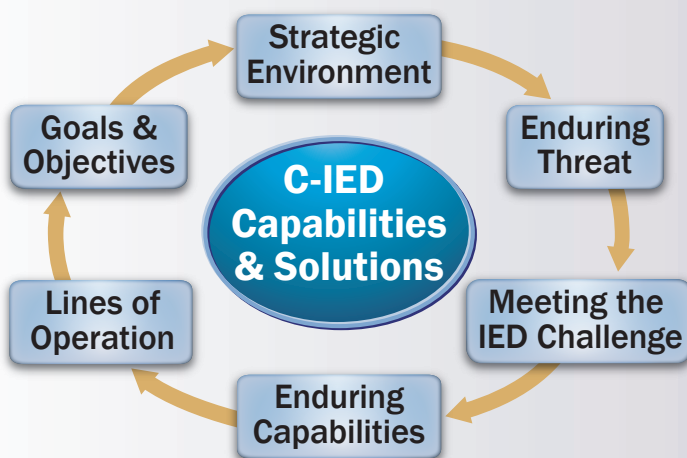 Strategic
Environment
Enduring
Threat
Meeting the
IED Challenge
Enduring
Capabilities
Lines of
Operation
Goals &
Objectives
C-IED
Capabilities
& Solutions